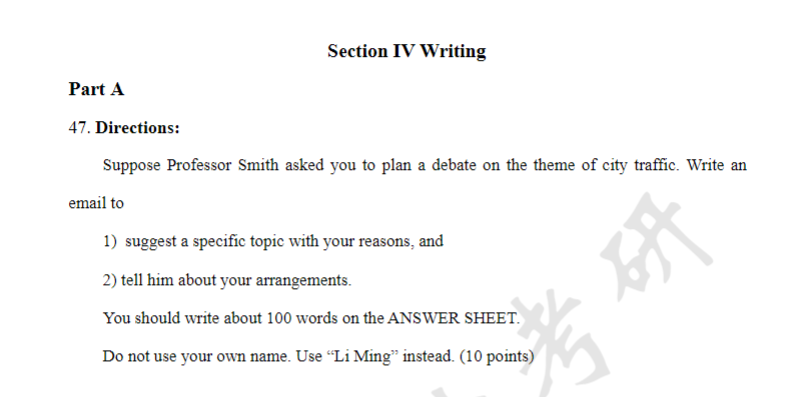 Section IV Writing
Part A
47. Directions:
Suppose Professor Smith asked you to plan a debate on the theme of city traffic. Write an
email to
1) suggest a specific topic with your reasons, and
2) tell him about your arrangements.
You should write about 100 words on the ANSWER SHEET.
Do not use your own name. Use “Li Ming” instead. (10 points)
考研